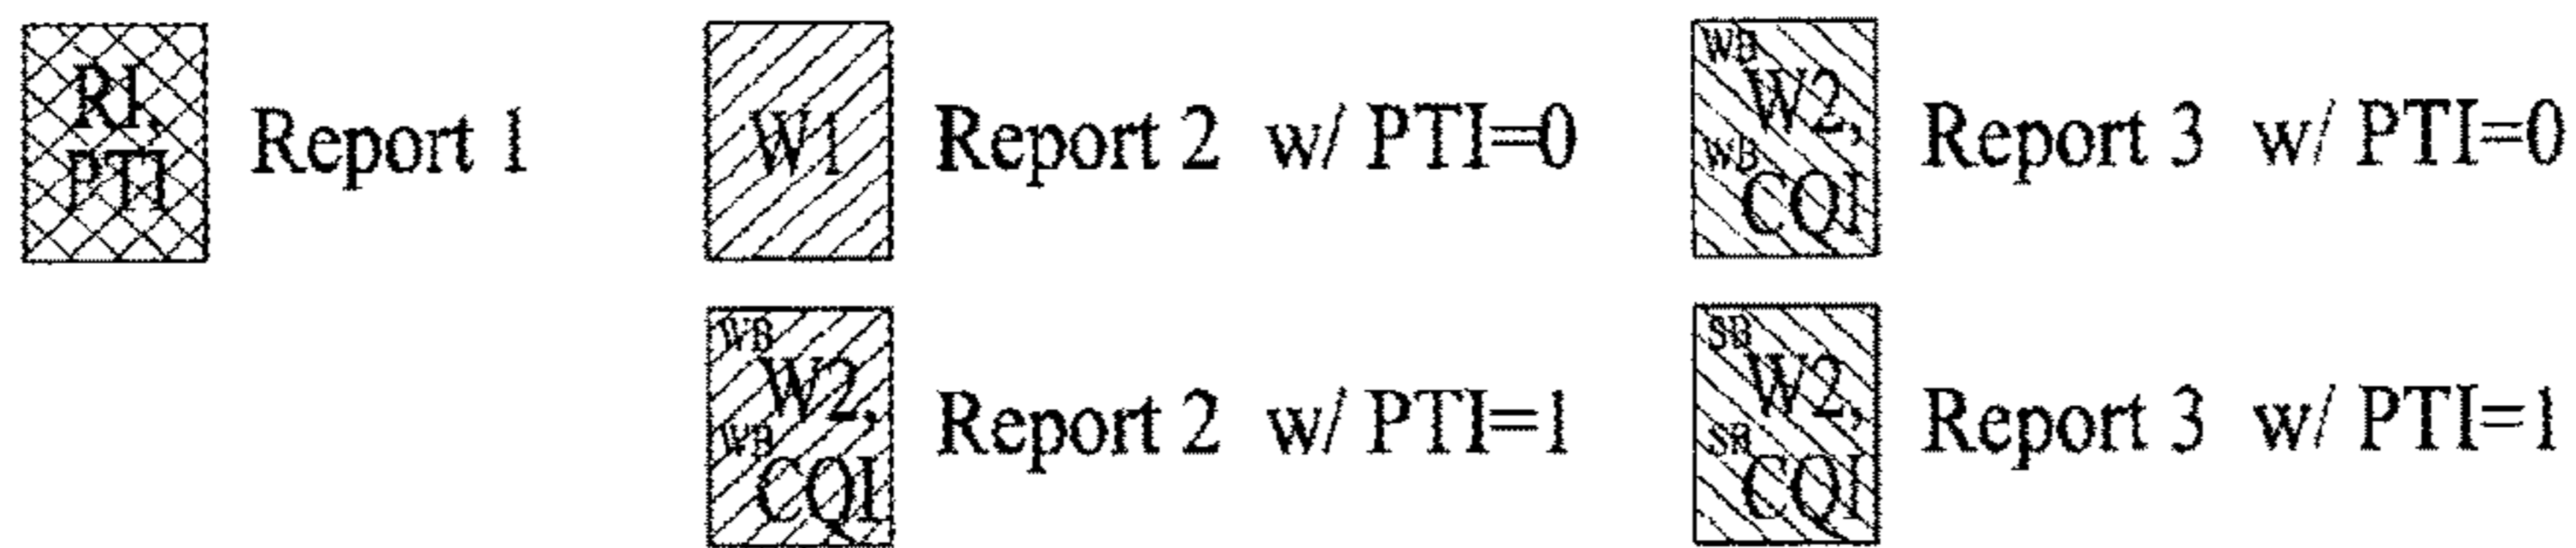 RI,
PTI
Report 1
W1
Report 2 w/ PTI=0
WB
W2,
WB
CQI
Report 3 w/ PTI=0
WB
W2,
WB
CQI
Report 2 w/ PTI=1
SB
W2,
SB
CQI
Report 3 w/ PTI=1